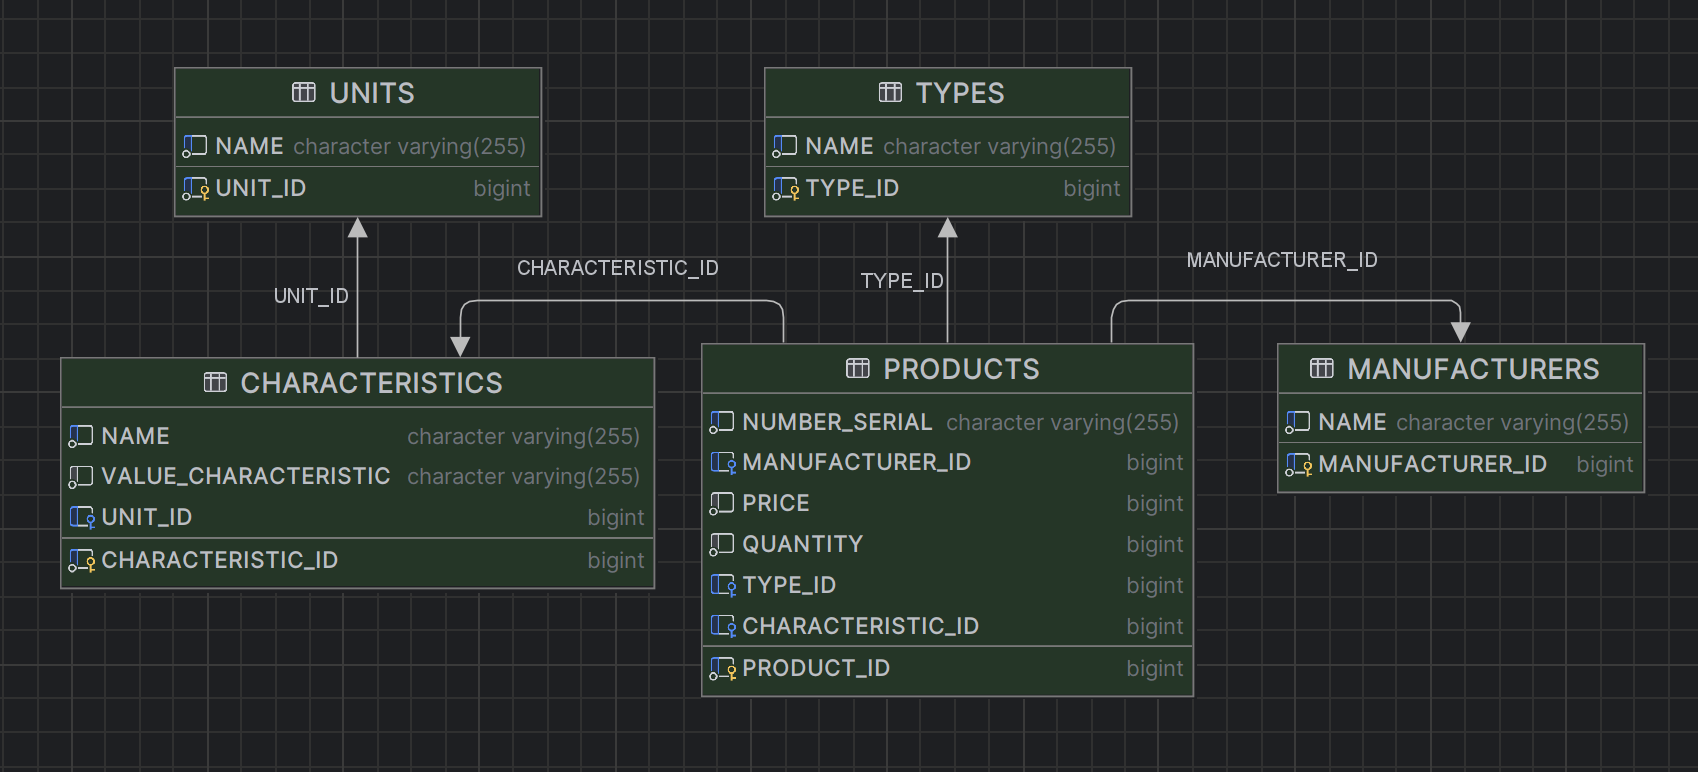 UNITS
NAME character varying(255)
UNIT_ID bigint
TYPES
NAME character varying(255)
TYPE_ID bigint
UNIT_ID
CHARACTERISTIC_ID
TYPE_ID
MANUFACTURER_ID
CHARACTERISTICS
NAME character varying(255)
VALUE_CHARACTERISTIC character varying(255)
UNIT_ID bigint
CHARACTERISTIC_ID bigint
PRODUCTS
NUMBER_SERIAL character varying(255)
MANUFACTURER_ID bigint
PRICE bigint
QUANTITY bigint
TYPE_ID bigint
CHARACTERISTIC_ID bigint
PRODUCT_ID bigint
MANUFACTURERS
NAME character varying(255)
MANUFACTURER_ID bigint